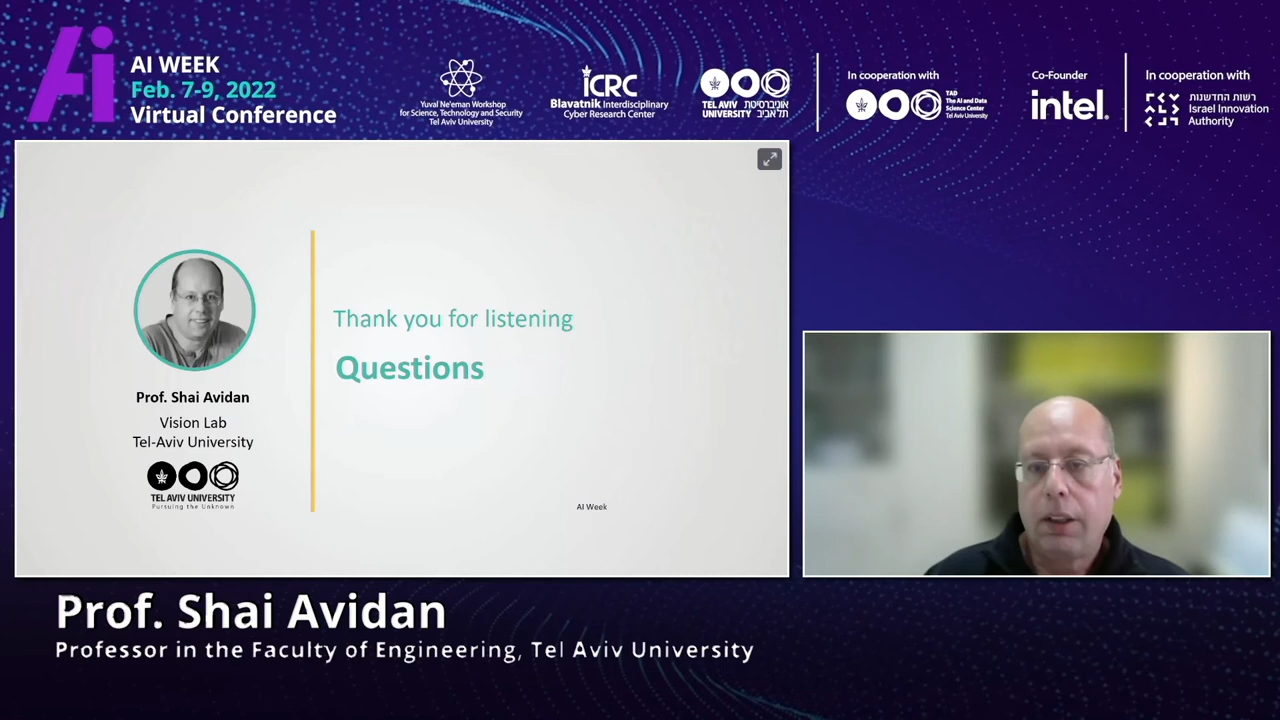 Ai
AI WEEK
Feb. 7-9, 2022
Virtual Conference
Yuval Ne'eman Workshop
for Science, Technology and Security
Tel Aviv University
iCRC
Blavatnik Interdisciplinary
Cyber Research Center
TEL AVIV אוניברסיטת
UNIVERSITY תל אביב
In cooperation with
TAD
The AI and Data
Science Center
Tel Aviv University
Co-Founder
intel.
In cooperation with
רשות החדשנות
Israel Innovation
Authority
Thank you for listening
Questions
Prof. Shai Avidan
Vision Lab
Tel-Aviv University
TEL AVIV UNIVERSITY
Pursuing the Unknown
AI Week
Prof. Shai Avidan
Professor in the Faculty of Engineering, Tel Aviv University